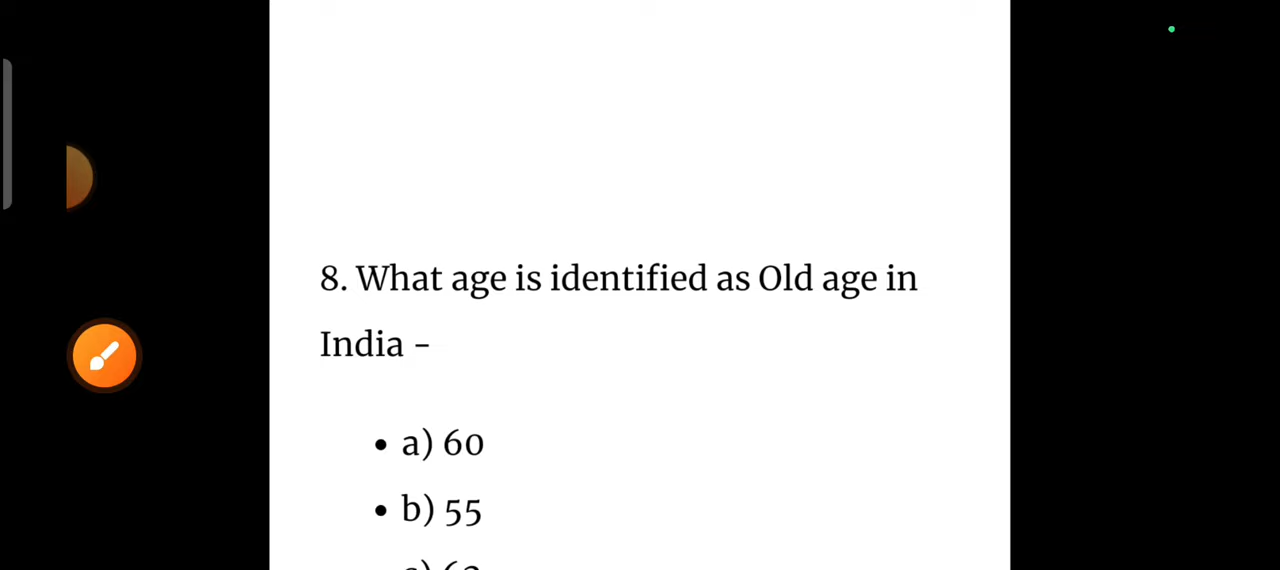 8. What age is identified as Old age in
India -
• a) 60
• b) 55